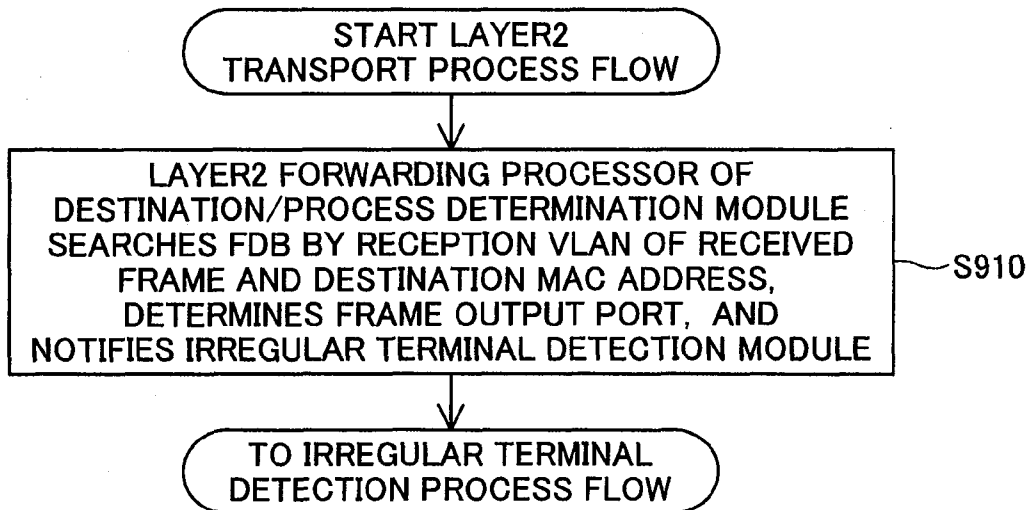 START LAYER2
TRANSPORT PROCESS FLOW
LAYER2 FORWARDING PROCESSOR OF
DESTINATION/PROCESS DETERMINATION MODULE
SEARCHES FDB BY RECEPTION VLAN OF RECEIVED
FRAME AND DESTINATION MAC ADDRESS,
DETERMINES FRAME OUTPUT PORT, AND
NOTIFIES IRREGULAR TERMINAL DETECTION MODULE
S910
TO IRREGULAR TERMINAL
DETECTION PROCESS FLOW